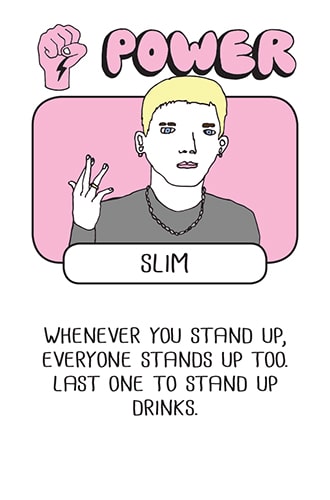 POWER
SLIM
WHENEVER YOU STAND UP,
EVERYONE STANDS UP TOO.
LAST ONE TO STAND UP
DRINKS.